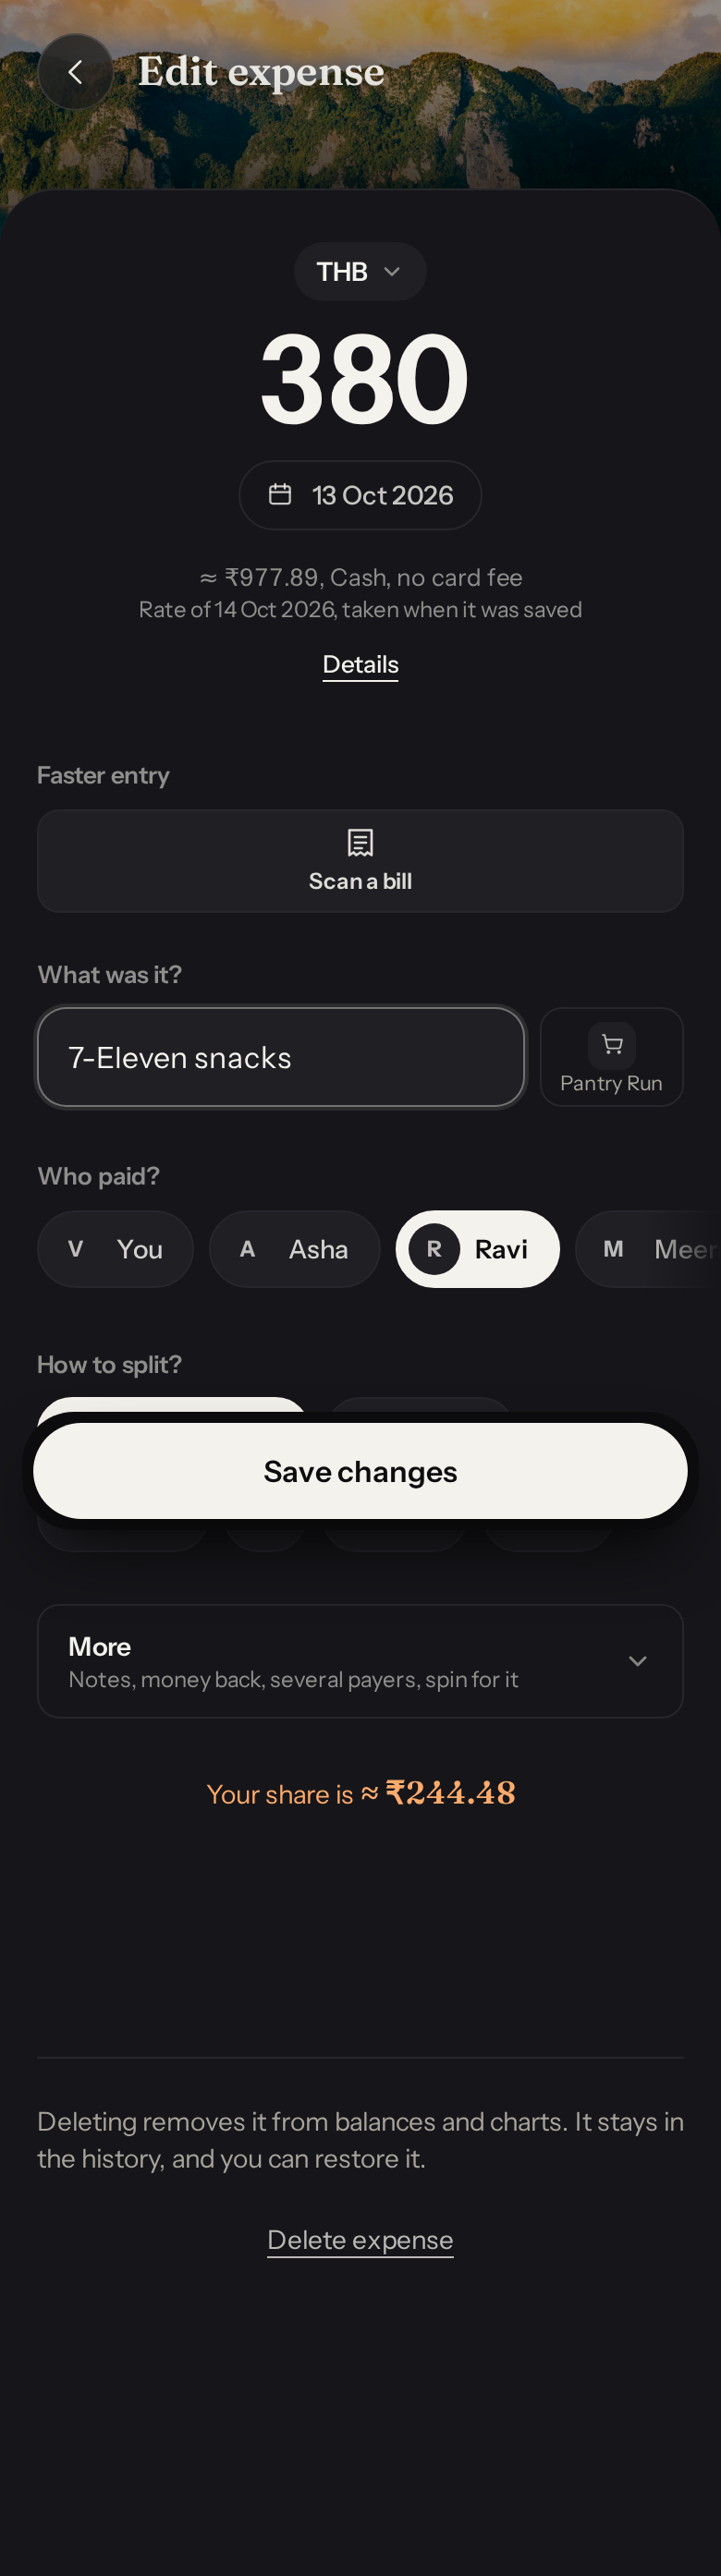 Edit expense
THB
380
13 Oct 2026
≈ ₹977.89, Cash, no card fee
Rate of 14 Oct 2026, taken when it was saved
Details
Faster entry
Scan a bill
What was it?
7-Eleven snacks
Pantry Run
Who paid?
V You A Asha R Ravi M Meer
How to split?
Save changes
More
Notes, money back, several payers, spin for it
Your share is ≈ ₹244.48
Deleting removes it from balances and charts. It stays in
the history, and you can restore it.
Delete expense